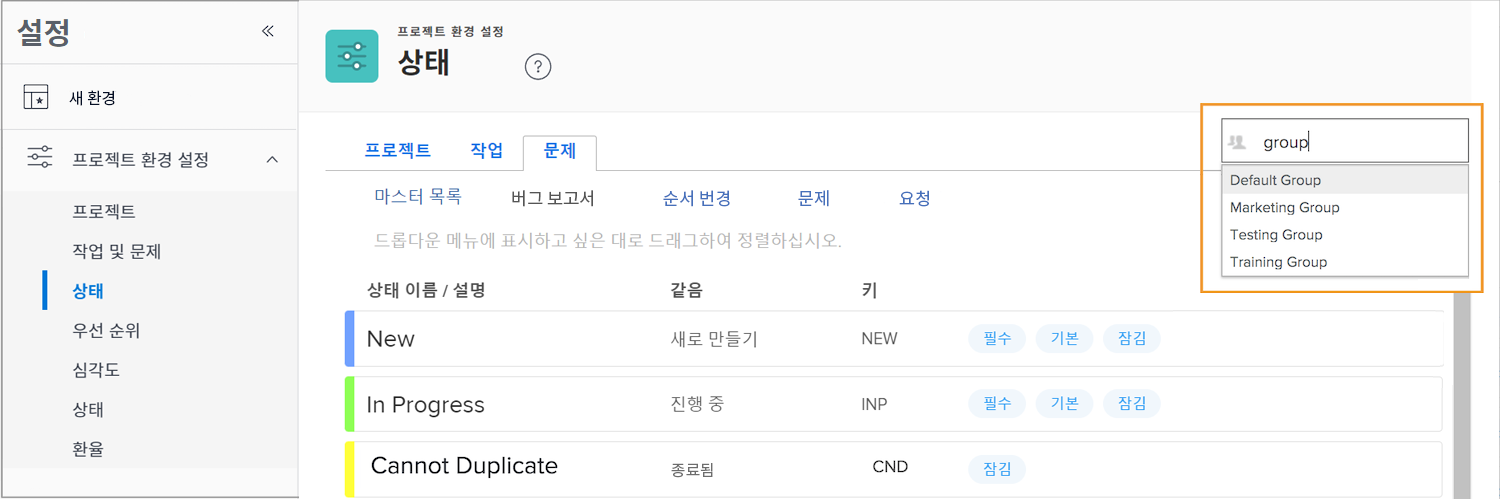 설정
새 환경
프로젝트 환경 설정
프로젝트
작업 및 문제
상태
우선 순위
심각도
상태
환율
프로젝트 환경 설정
상태
?
프로젝트 작업 문제
마스터 목록 버그 보고서 순서 변경 문제 요청
드롭다운 메뉴에 표시하고 싶은 대로 드래그하여 정렬하십시오.
group
Default Group
Marketing Group
Testing Group
Training Group
상태 이름 / 설명 같음 키
New 새로 만들기 NEW 필수 기본 잠김
In Progress 진행 중 INP 필수 기본 잠김
Cannot Duplicate 종료됨 CND 잠김